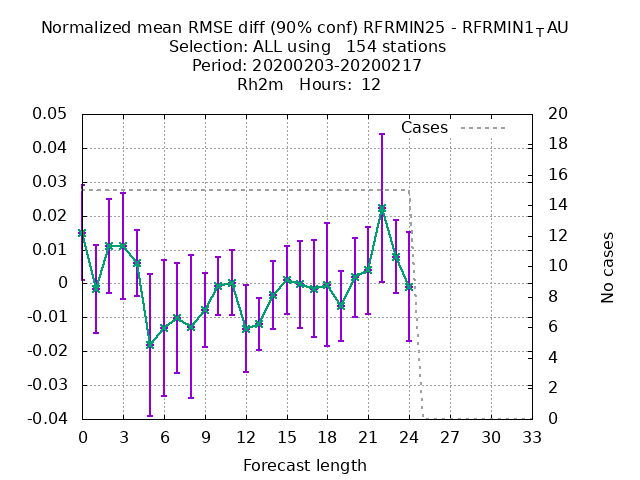 Normalized mean RMSE diff (90% conf) RFRMIN25 - RFRMIN1_TAU
Selection: ALL using   154 stations
Period: 20200203-20200217
Rh2m   Hours:  12
0.05
0.04
0.03
0.02
0.01
0
-0.01
-0.02
-0.03
-0.04
Cases
20
18
16
14
12
10
8
6
4
2
0
No cases
0 3 6 9 12 15 18 21 24 27 30 33
Forecast length